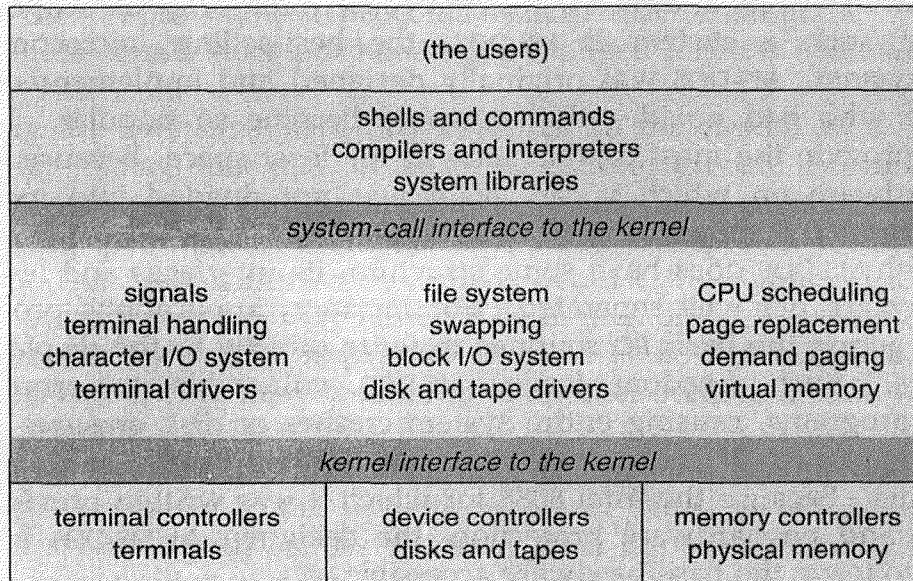 (the users)
shells and commands
compilers and interpreters
system libraries
system-call interface to the kernel
signals
terminal handling
character I/O system
terminal drivers
file system
swapping
block I/O system
disk and tape drivers
CPU scheduling
page replacement
demand paging
virtual memory
kernel interface to the kernel
terminal controllers
terminals
device controllers
disks and tapes
memory controllers
physical memory